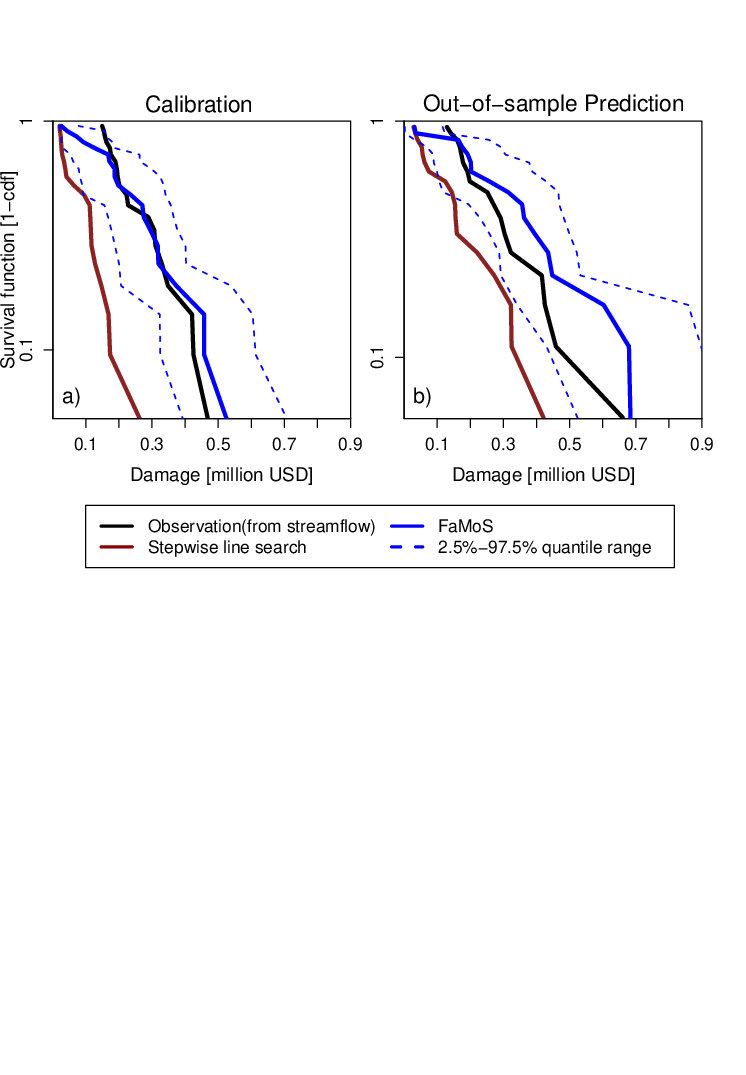 Calibration
Out−of−sample Prediction
Survival function [1−cdf]
1
0.1
a)
0.1 0.3 0.5 0.7 0.9
Damage [million USD]
1
0.1
b)
0.1 0.3 0.5 0.7 0.9
Damage [million USD]
Observation(from streamflow)
Stepwise line search
FaMoS
2.5%−97.5% quantile range